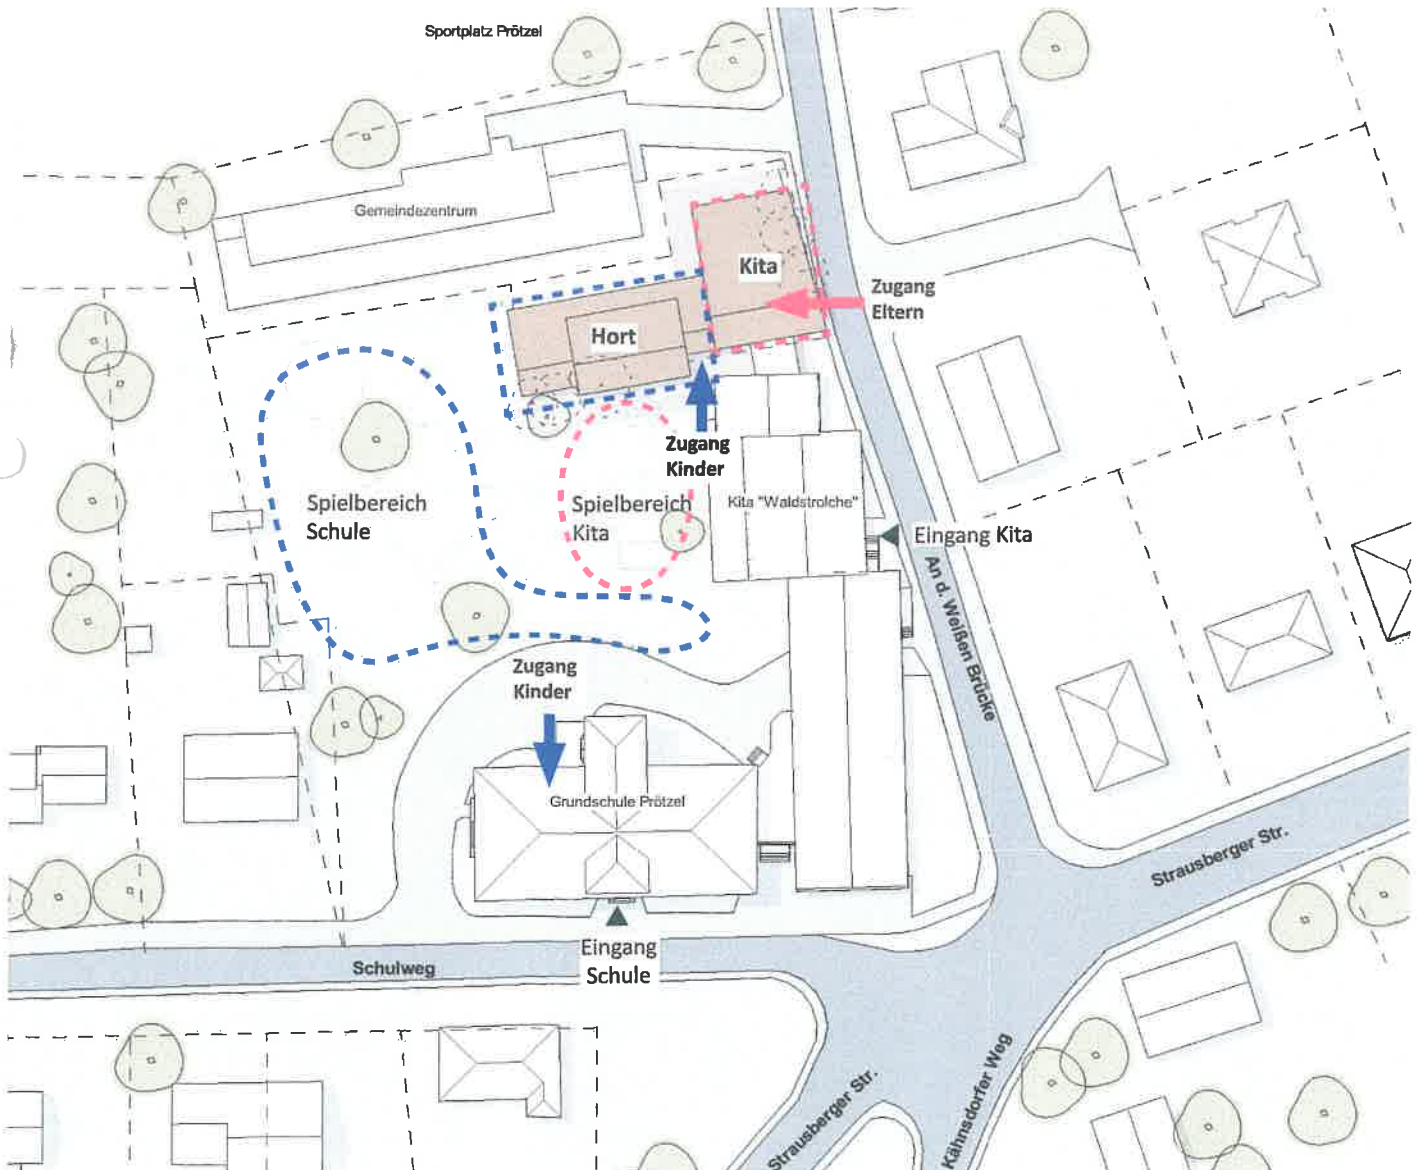 Sportplatz Prötzel
Gemeindezentrum
Kita
Zugang
Eltern
Hort
Zugang
Kinder
Spielbereich
Schule
Spielbereich
Kita
Kita "Waldstrolche"
Eingang Kita
An d. Weißen Brücke
Zugang
Kinder
Grundschule Prötzel
Strausberger Str.
Eingang
Schule
Schulweg
Strausberger Str.
Kähnsdorfer Weg